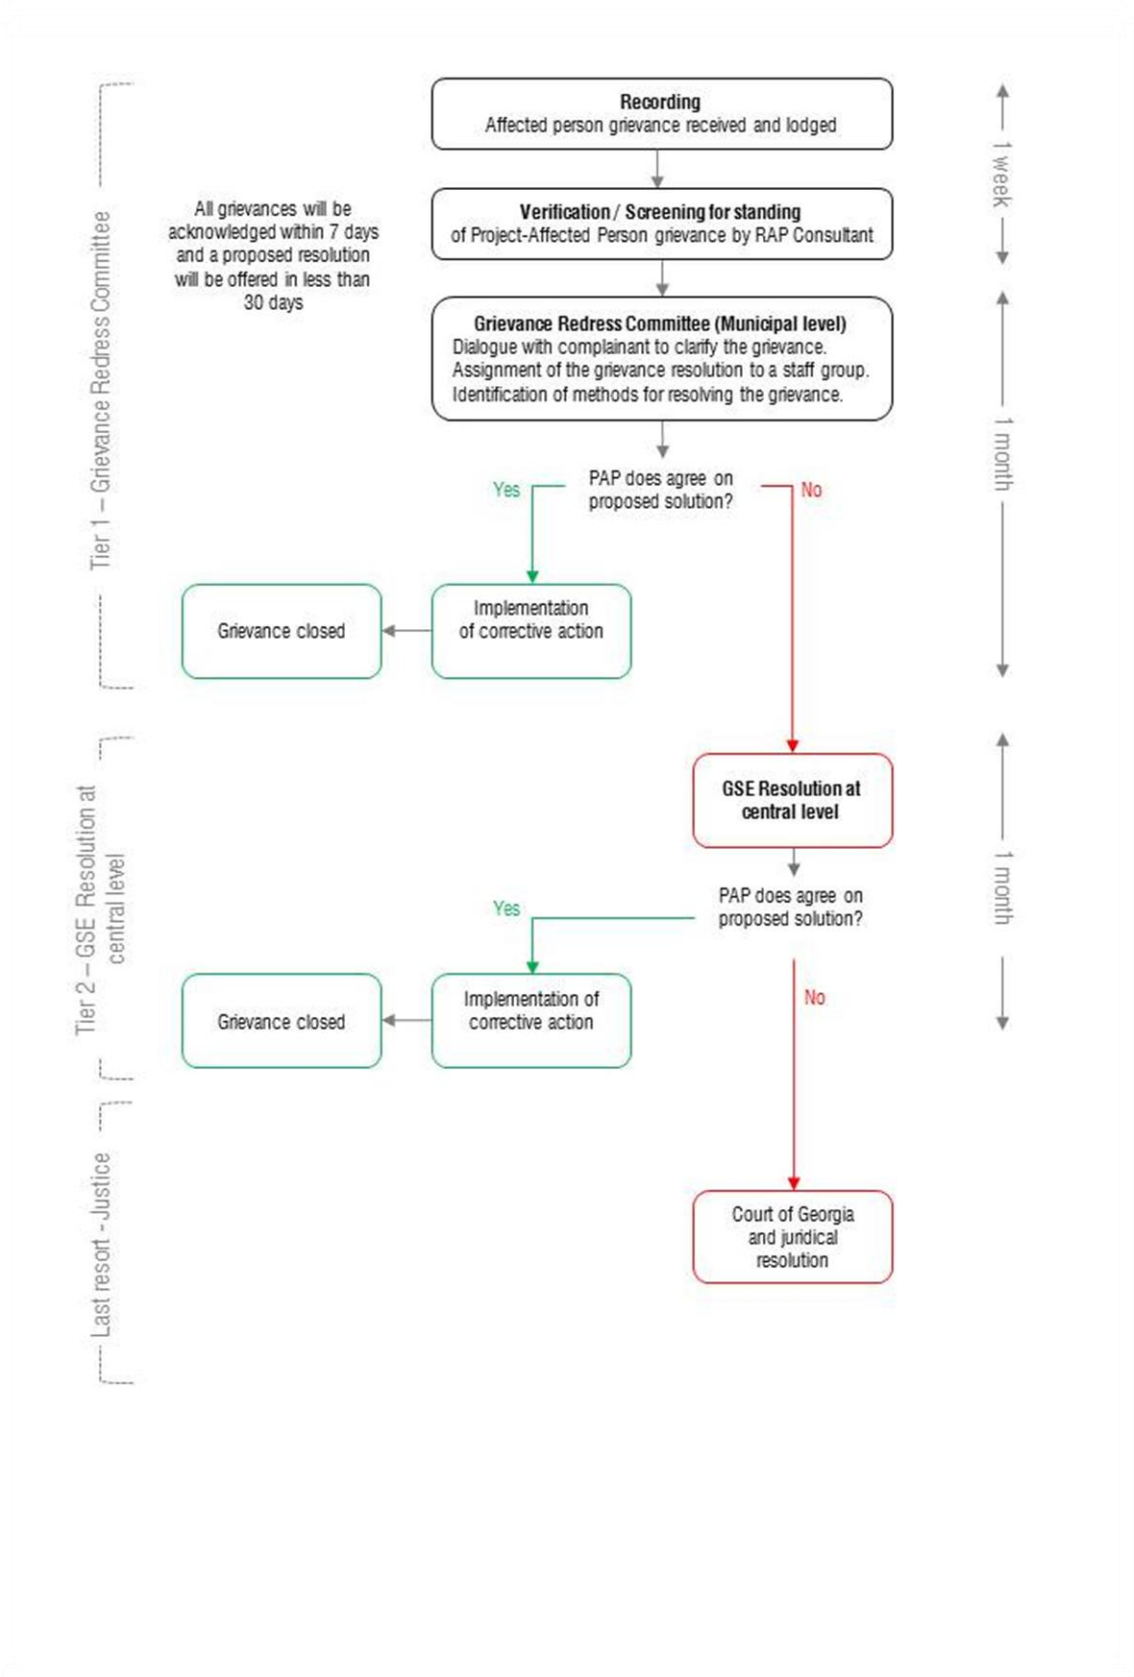 Recording
Affected person grievance received and lodged
1 week
Verification / Screening for standing
of Project-Affected Person grievance by RAP Consultant
All grievances will be
acknowledged within 7 days
and a proposed resolution
will be offered in less than
30 days
Tier 1 – Grievance Redress Committee
Grievance Redress Committee (Municipal level)
Dialogue with complainant to clarify the grievance.
Assignment of the grievance resolution to a staff group.
Identification of methods for resolving the grievance.
1 month
PAP does agree on
proposed solution?
Yes
No
Implementation
of corrective action
Grievance closed
Tier 2 – GSE Resolution at
central level
GSE Resolution at
central level
1 month
PAP does agree on
proposed solution?
Yes
No
Implementation of
corrective action
Grievance closed
Last resort - Justice
Court of Georgia
and juridical
resolution